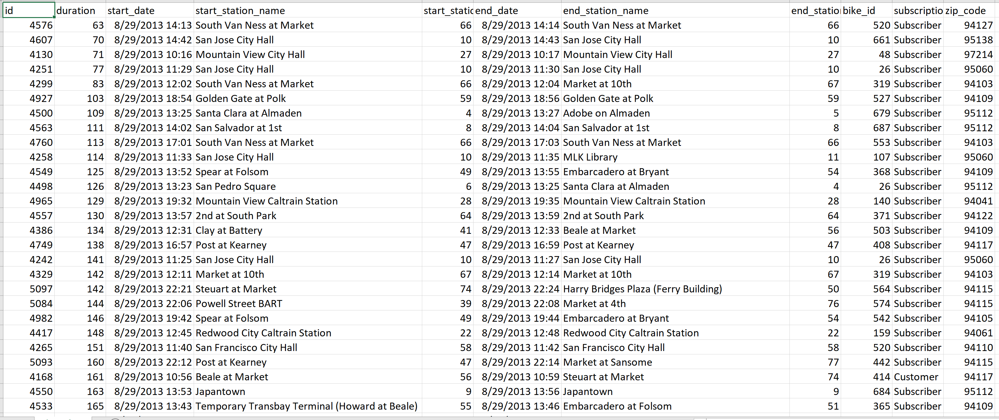 id duration start_date start_station_name start_static end_date end_station_name end_station bike_id subscriptio zip_code
4576 63 8/29/2013 14:13 South Van Ness at Market 66 8/29/2013 14:14 South Van Ness at Market 66 520 Subscriber 94127
4607 70 8/29/2013 14:42 San Jose City Hall 10 8/29/2013 14:43 San Jose City Hall 10 661 Subscriber 95138
4130 71 8/29/2013 10:16 Mountain View City Hall 27 8/29/2013 10:17 Mountain View City Hall 27 48 Subscriber 97214
4251 77 8/29/2013 11:29 San Jose City Hall 10 8/29/2013 11:30 San Jose City Hall 10 26 Subscriber 95060
4299 83 8/29/2013 12:02 South Van Ness at Market 66 8/29/2013 12:04 Market at 10th 67 319 Subscriber 94103
4927 103 8/29/2013 18:54 Golden Gate at Polk 59 8/29/2013 18:56 Golden Gate at Polk 59 527 Subscriber 94109
4500 109 8/29/2013 13:25 Santa Clara at Almaden 4 8/29/2013 13:27 Adobe on Almaden 5 679 Subscriber 95112
4563 111 8/29/2013 14:02 San Salvador at 1st 8 8/29/2013 14:04 San Salvador at 1st 8 687 Subscriber 95112
4760 113 8/29/2013 17:01 South Van Ness at Market 66 8/29/2013 17:03 South Van Ness at Market 66 553 Subscriber 94103
4258 114 8/29/2013 11:33 San Jose City Hall 10 8/29/2013 11:35 MLK Library 11 107 Subscriber 95060
4549 125 8/29/2013 13:52 Spear at Folsom 49 8/29/2013 13:55 Embarcadero at Bryant 54 368 Subscriber 94109
4498 126 8/29/2013 13:23 San Pedro Square 6 8/29/2013 13:25 Santa Clara at Almaden 4 26 Subscriber 95112
4965 129 8/29/2013 19:32 Mountain View Caltrain Station 28 8/29/2013 19:35 Mountain View Caltrain Station 28 140 Subscriber 94041
4557 130 8/29/2013 13:57 2nd at South Park 64 8/29/2013 13:59 2nd at South Park 64 371 Subscriber 94122
4386 134 8/29/2013 12:31 Clay at Battery 41 8/29/2013 12:33 Beale at Market 56 503 Subscriber 94109
4749 138 8/29/2013 16:57 Post at Kearney 47 8/29/2013 16:59 Post at Kearney 47 408 Subscriber 94117
4242 141 8/29/2013 11:25 San Jose City Hall 10 8/29/2013 11:27 San Jose City Hall 10 26 Subscriber 95060
4329 142 8/29/2013 12:11 Market at 10th 67 8/29/2013 12:14 Market at 10th 67 319 Subscriber 94103
5097 142 8/29/2013 22:21 Steuart at Market 74 8/29/2013 22:24 Harry Bridges Plaza (Ferry Building) 50 564 Subscriber 94115
5084 144 8/29/2013 22:06 Powell Street BART 39 8/29/2013 22:08 Market at 4th 76 574 Subscriber 94115
4982 146 8/29/2013 19:42 Spear at Folsom 49 8/29/2013 19:44 Embarcadero at Bryant 54 542 Subscriber 94105
4417 148 8/29/2013 12:45 Redwood City Caltrain Station 22 8/29/2013 12:48 Redwood City Caltrain Station 22 159 Subscriber 94061
4265 151 8/29/2013 11:40 San Francisco City Hall 58 8/29/2013 11:42 San Francisco City Hall 58 520 Subscriber 94110
5093 160 8/29/2013 22:12 Post at Kearney 47 8/29/2013 22:14 Market at Sansome 77 442 Subscriber 94115
4168 161 8/29/2013 10:56 Beale at Market 56 8/29/2013 10:59 Steuart at Market 74 414 Customer 94117
4550 163 8/29/2013 13:53 Japantown 9 8/29/2013 13:56 Japantown 9 684 Subscriber 95112
4533 165 8/29/2013 13:43 Temporary Transbay Terminal (Howard at Beale) 55 8/29/2013 13:46 Embarcadero at Folsom 51 365 Subscriber 94109